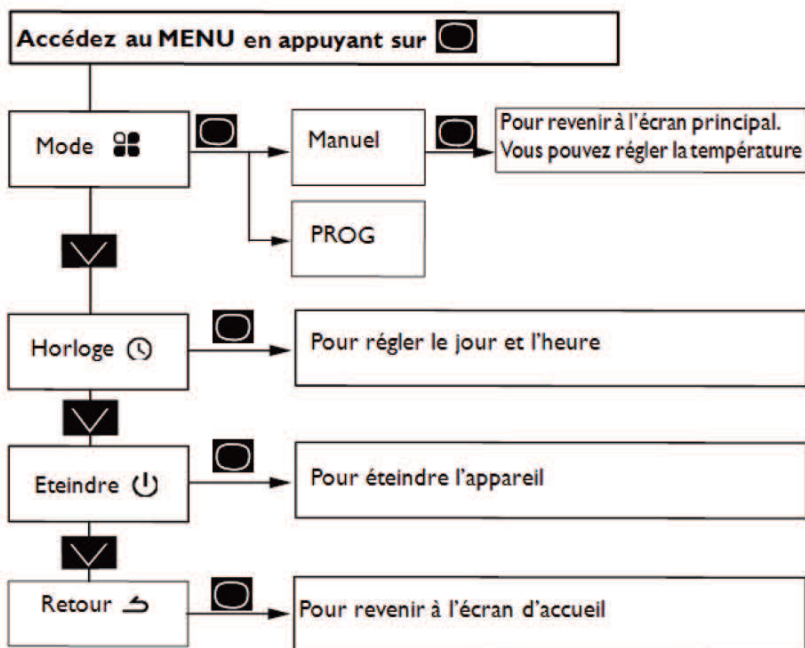 Accédez au MENU en appuyant sur
Mode
Manuel
Pour revenir à l'écran principal.
Vous pouvez régler la température
PROG
Horloge
Pour régler le jour et l'heure
Eteindre
Pour éteindre l'appareil
Retour
Pour revenir à l'écran d'accueil